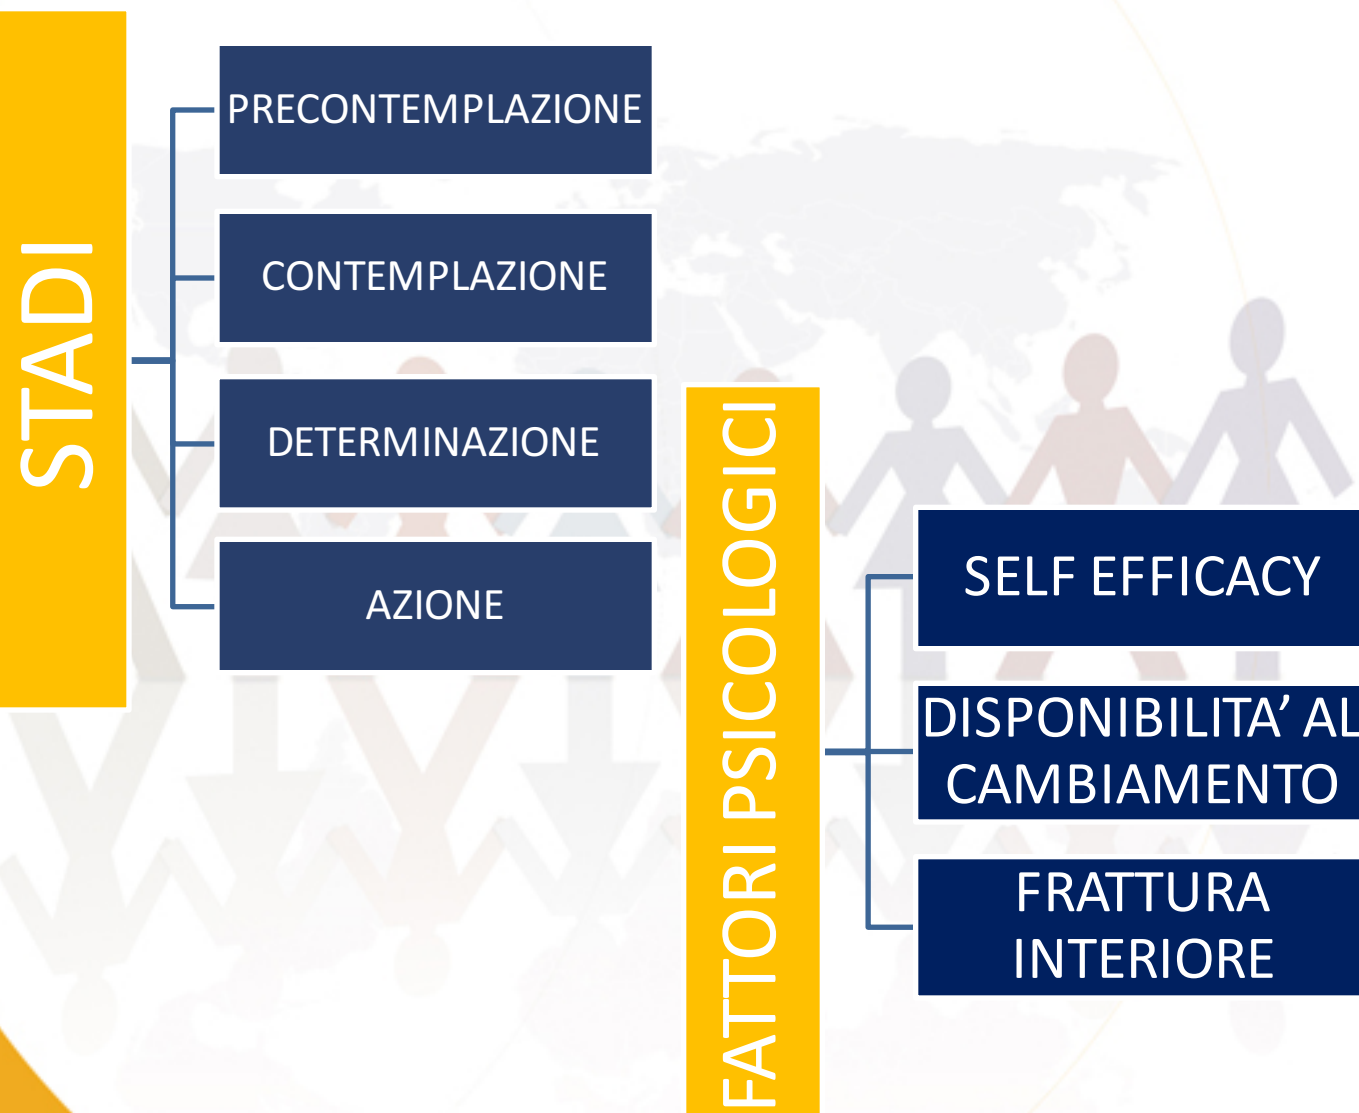 STADI
PRECONTEMPLAZIONE
CONTEMPLAZIONE
DETERMINAZIONE
AZIONE
FATTORI PSICOLOGICI
SELF EFFICACY
DISPONIBILITA’ AL
CAMBIAMENTO
FRATTURA
INTERIORE